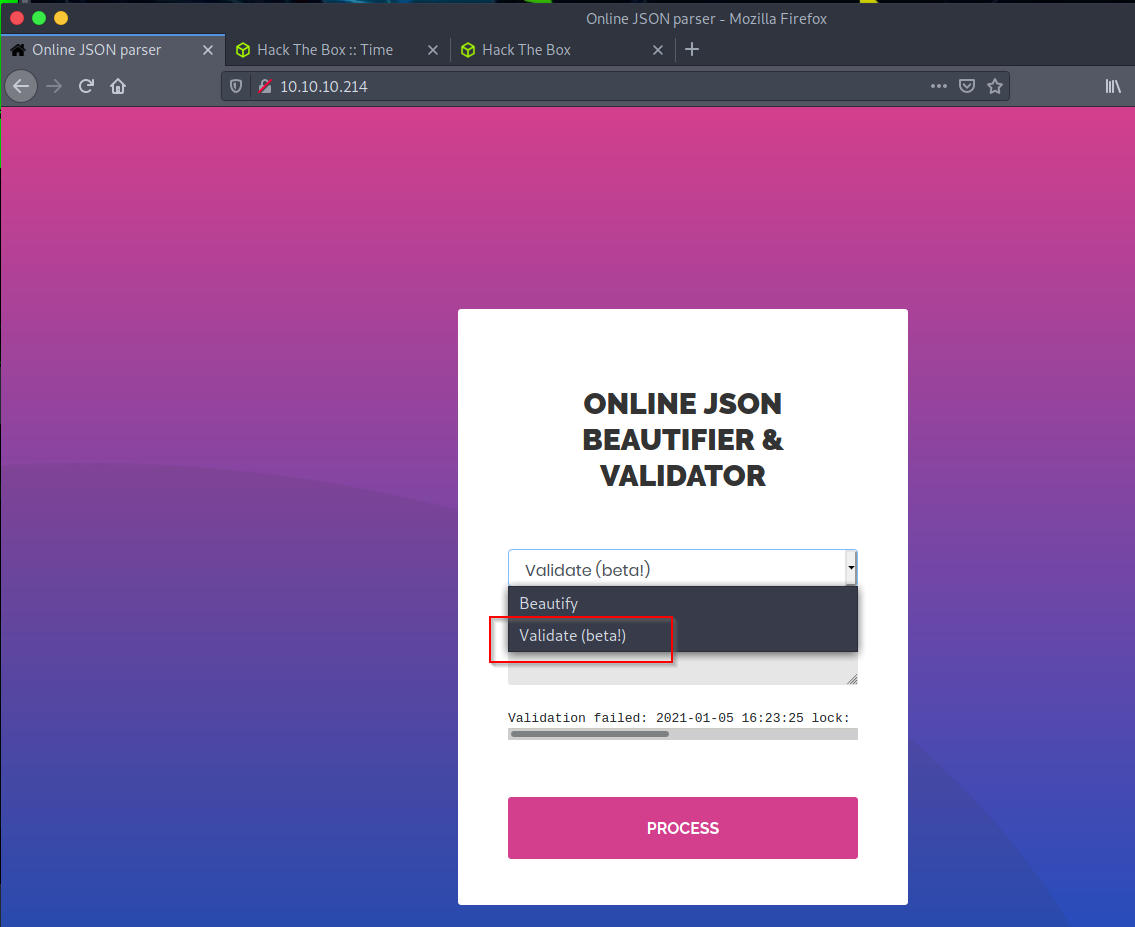 Online JSON parser - Mozilla Firefox
Online JSON parser
Hack The Box :: Time
Hack The Box
10.10.10.214
ONLINE JSON
BEAUTIFIER &
VALIDATOR
Validate (beta!)
Beautify
Validate (beta!)
Validation failed: 2021-01-05 16:23:25 lock:
PROCESS